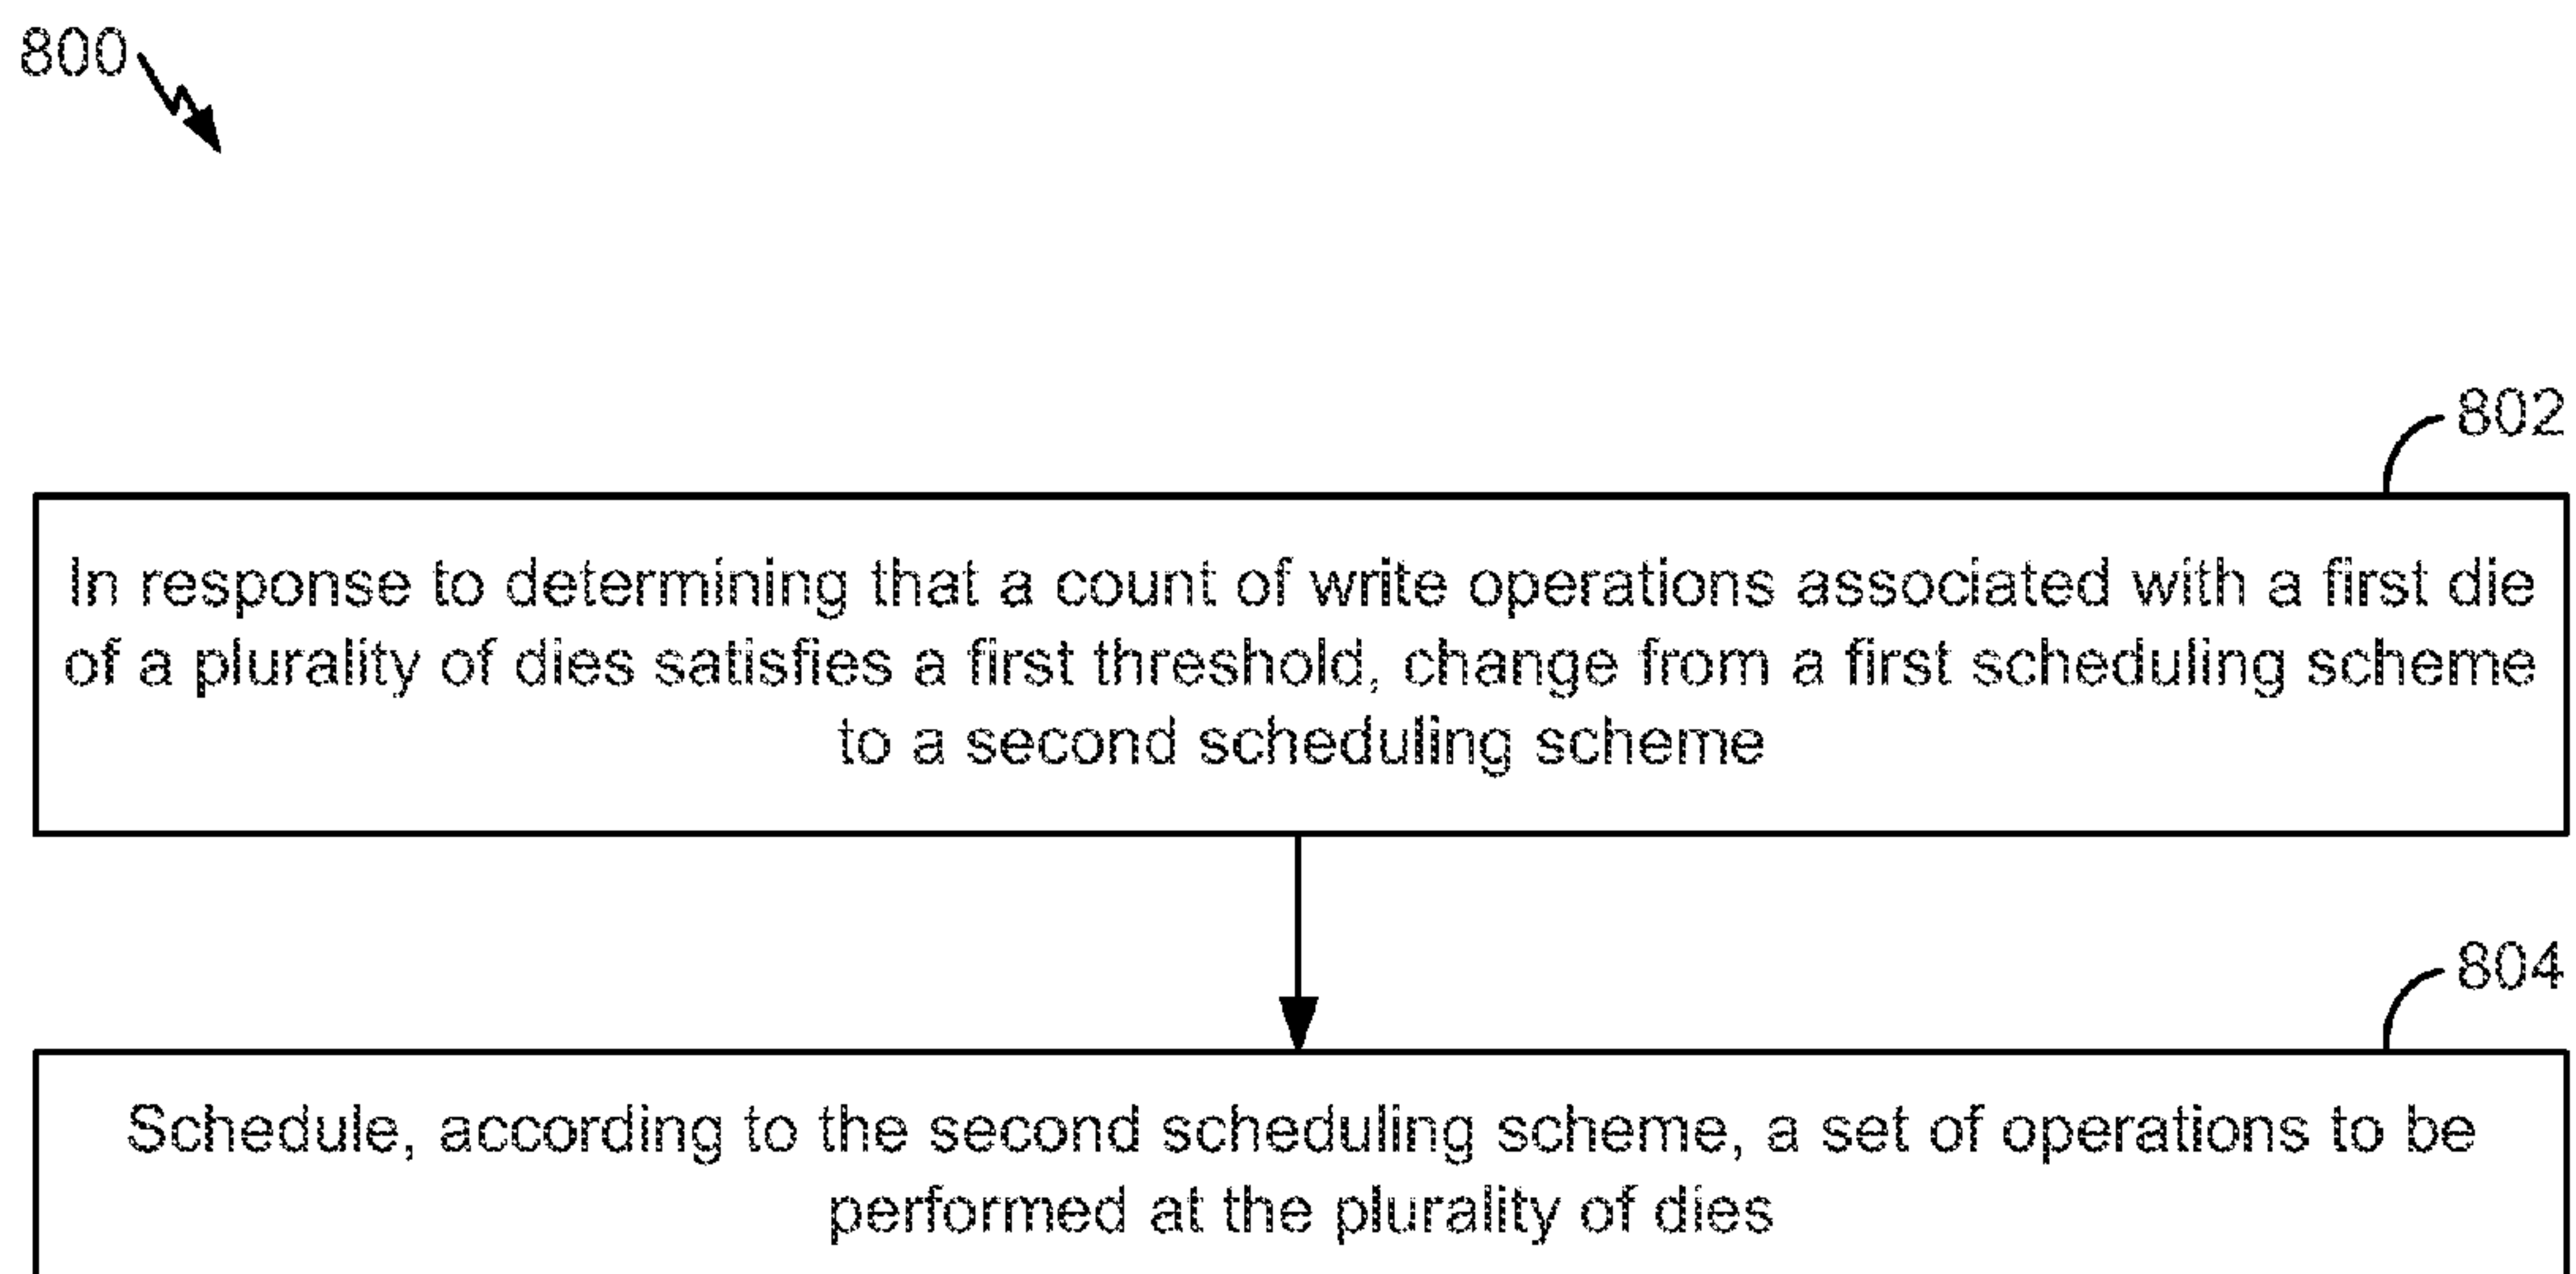 800
802
In response to determining that a count of write operations associated with a first die
of a plurality of dies satisfies a first threshold, change from a first scheduling scheme
to a second scheduling scheme
804
Schedule, according to the second scheduling scheme, a set of operations to be
performed at the plurality of dies